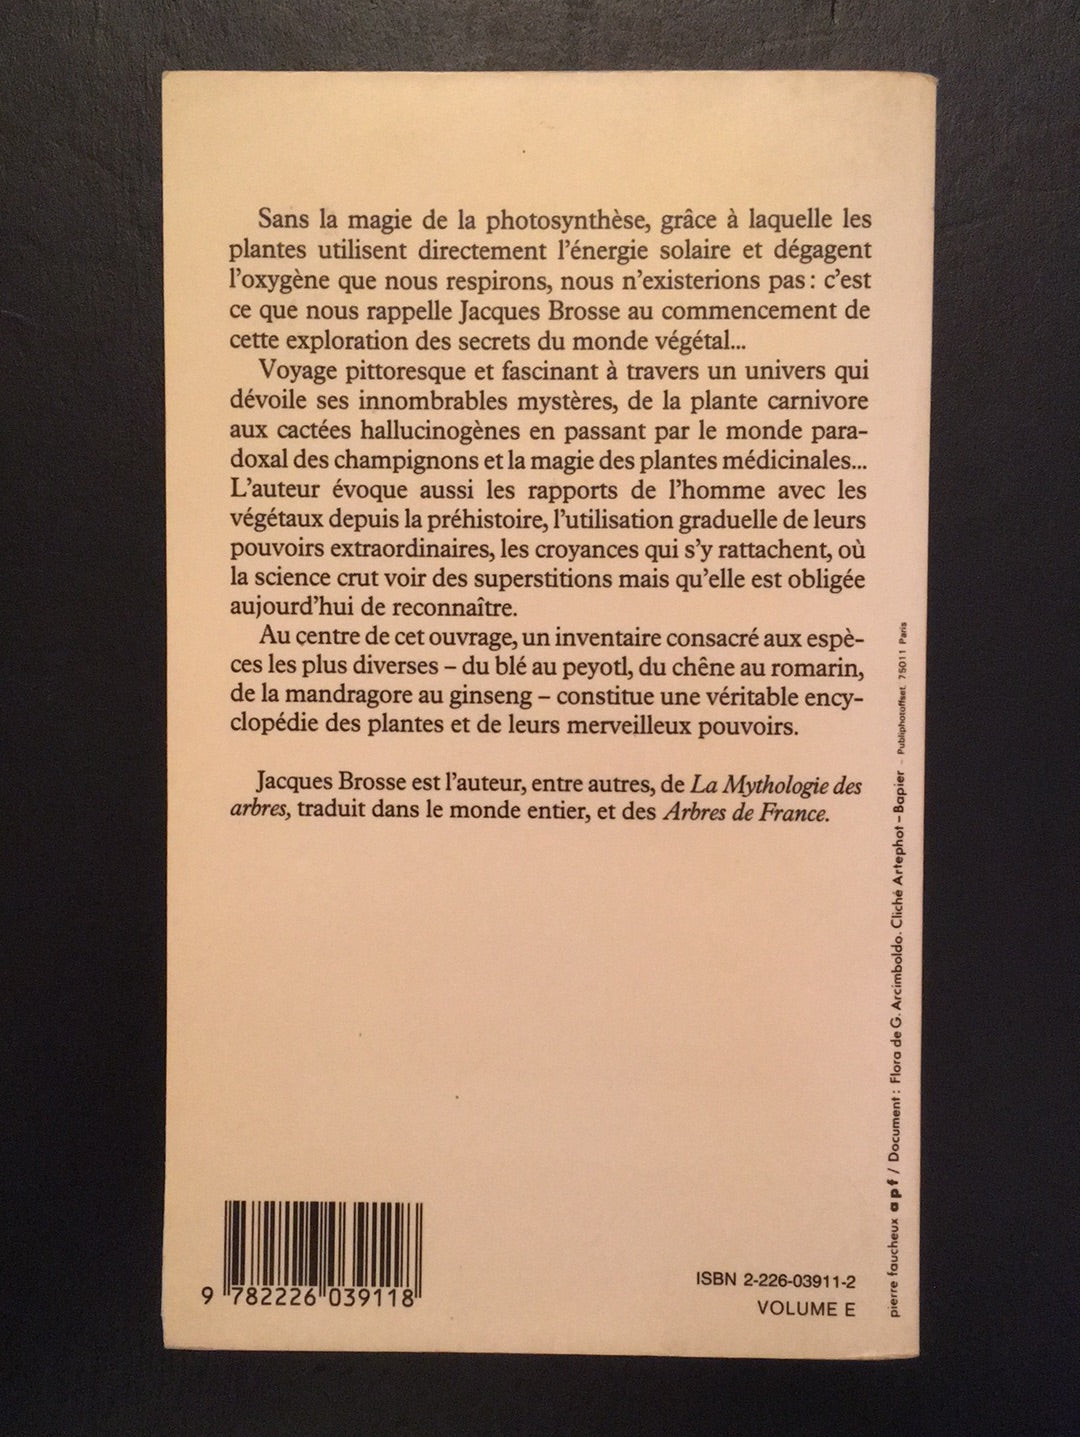 Sans la magie de la photosynthèse, grâce à laquelle les
plantes utilisent directement l'énergie solaire et dégagent
l'oxygène que nous respirons, nous n'existerions pas : c'est
ce que nous rappelle Jacques Brosse au commencement de
cette exploration des secrets du monde végétal...
Voyage pittoresque et fascinant à travers un univers qui
dévoile ses innombrables mystères, de la plante carnivore
aux cactées hallucinogènes en passant par le monde para-
doxal des champignons et la magie des plantes médicinales...
L'auteur évoque aussi les rapports de l'homme avec les
végétaux depuis la préhistoire, l'utilisation graduelle de leurs
pouvoirs extraordinaires, les croyances qui s'y rattachent, où
la science crut voir des superstitions mais qu'elle est obligée
aujourd'hui de reconnaître.
Au centre de cet ouvrage, un inventaire consacré aux espè-
ces les plus diverses – du blé au peyotl, du chêne au romarin,
de la mandragore au ginseng – constitue une véritable ency-
clopédie des plantes et de leurs merveilleux pouvoirs.
Jacques Brosse est l'auteur, entre autres, de La Mythologie des
arbres, traduit dans le monde entier, et des Arbres de France.
pierre faucheux apf / Document : Flora de G. Arcimboldo. Cliché Artephot – Bapier - Publiphotoffset. 75011 Paris
9 782226 039118
ISBN 2-226-03911-2
VOLUME E